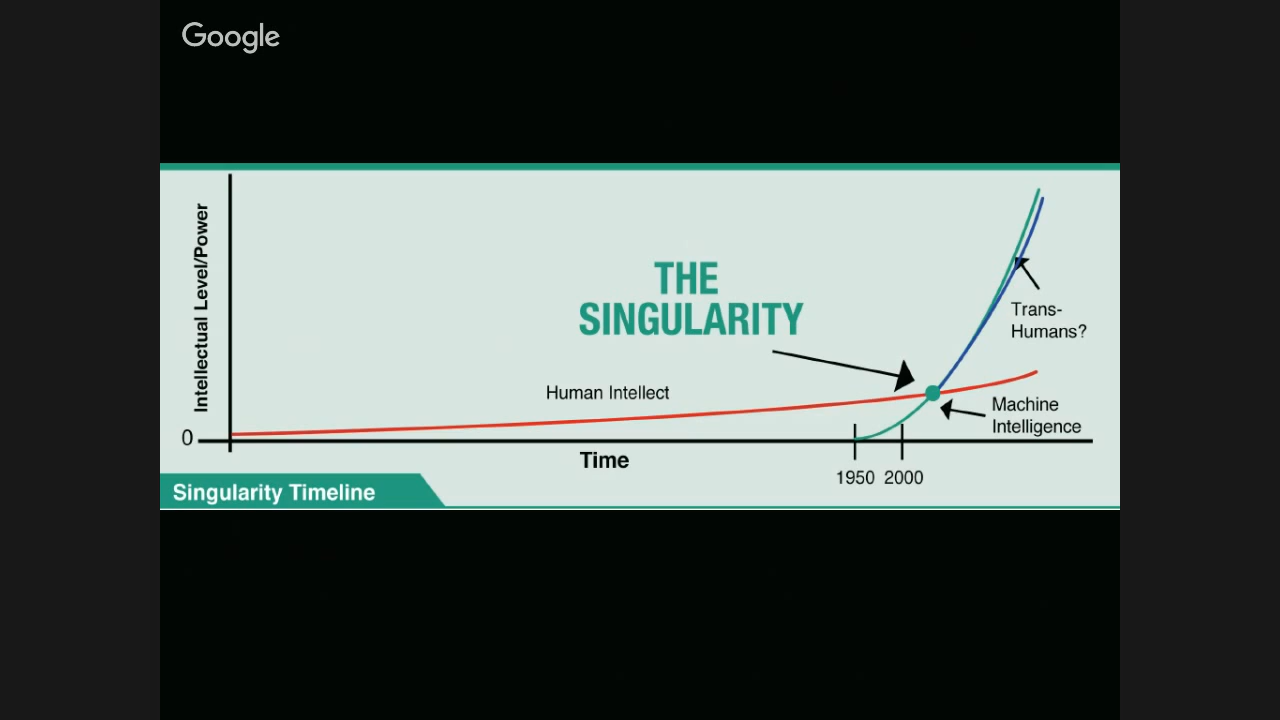 Google
Intellectual Level/Power
THE
SINGULARITY
Trans-
Humans?
Human Intellect
Machine
Intelligence
0
Time
1950 2000
Singularity Timeline